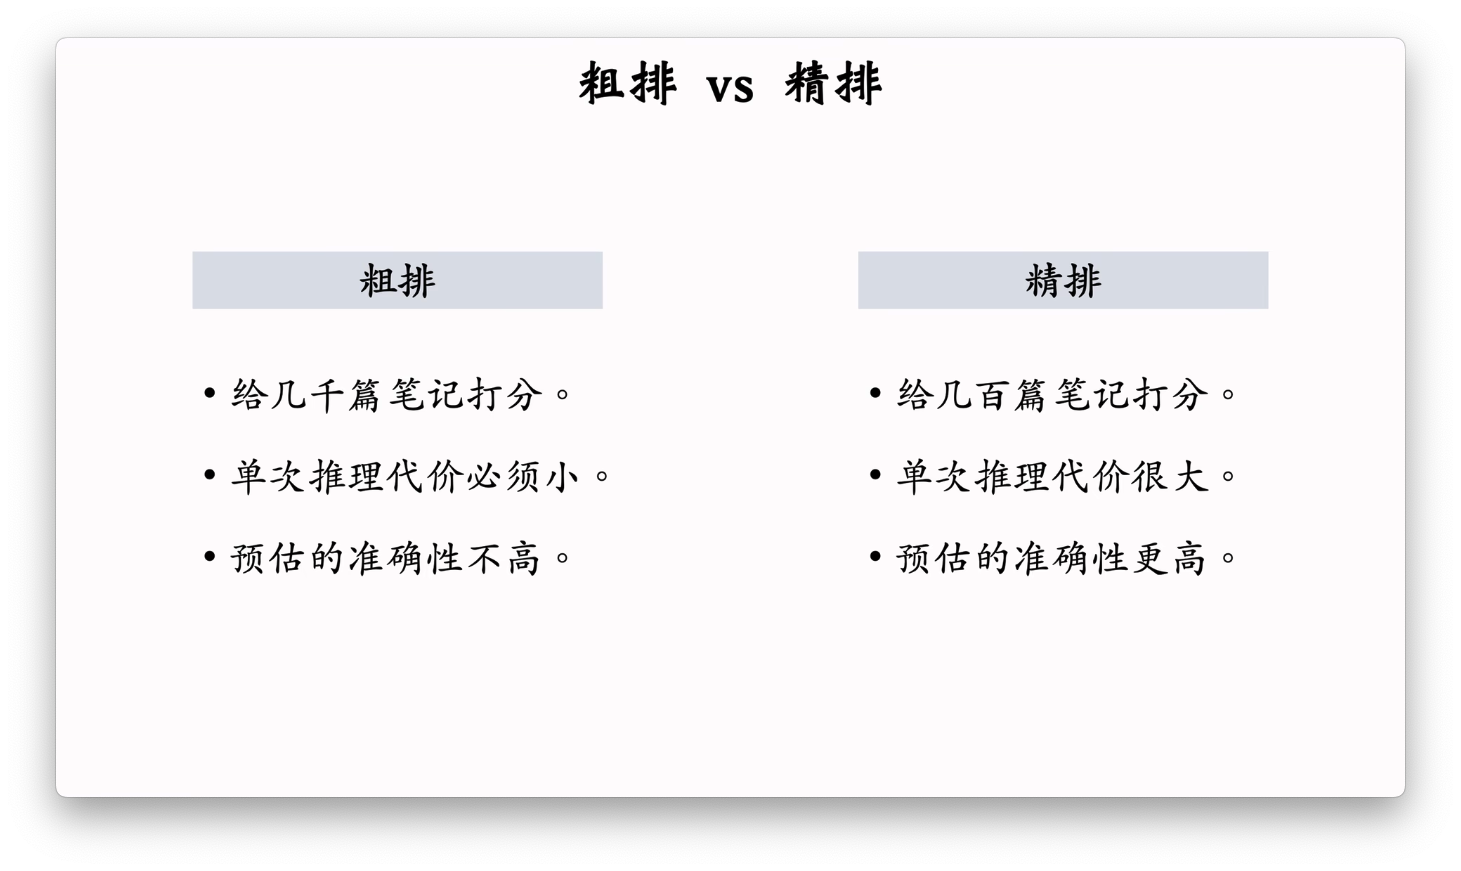 粗排 vs 精排
粗排
• 给几千篇笔记打分。
• 单次推理代价必须小。
• 预估的准确性不高。
精排
• 给几百篇笔记打分。
• 单次推理代价很大。
• 预估的准确性更高。